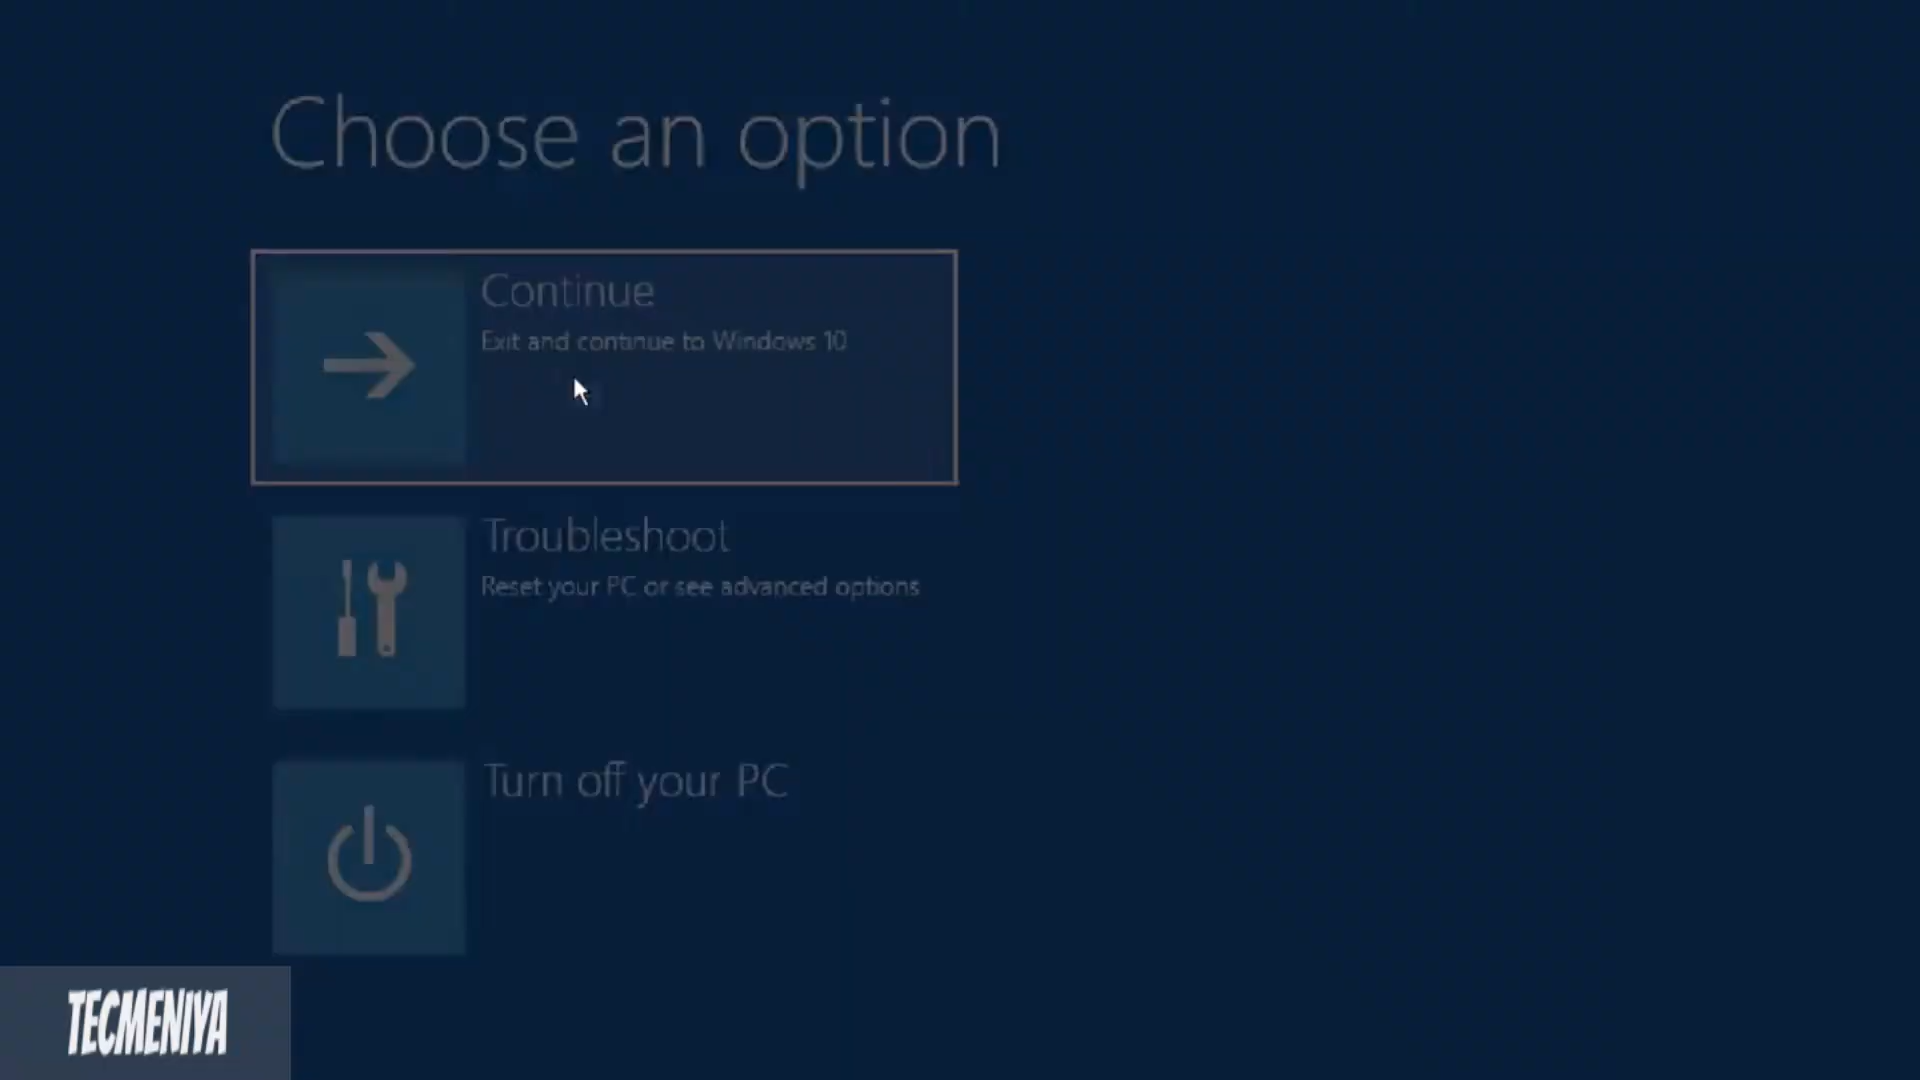 Choose an option
Continue
Exit and continue to Windows 10
Troubleshoot
Reset your PC or see advanced options
Turn off your PC
TECMENIYA